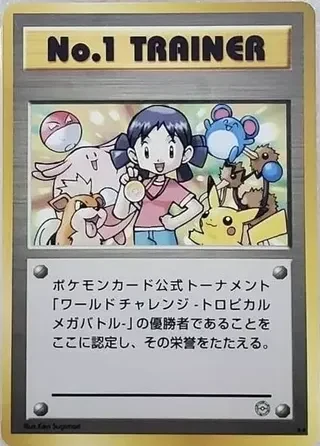 No.1 TRAINER
ポケモンカード公式トーナメント
「ワールドチャレンジ -トロピカル
メガバトル-」の優勝者であることを
ここに認定し、その栄誉をたたえる。
Illus. Ken Sugimori
★★